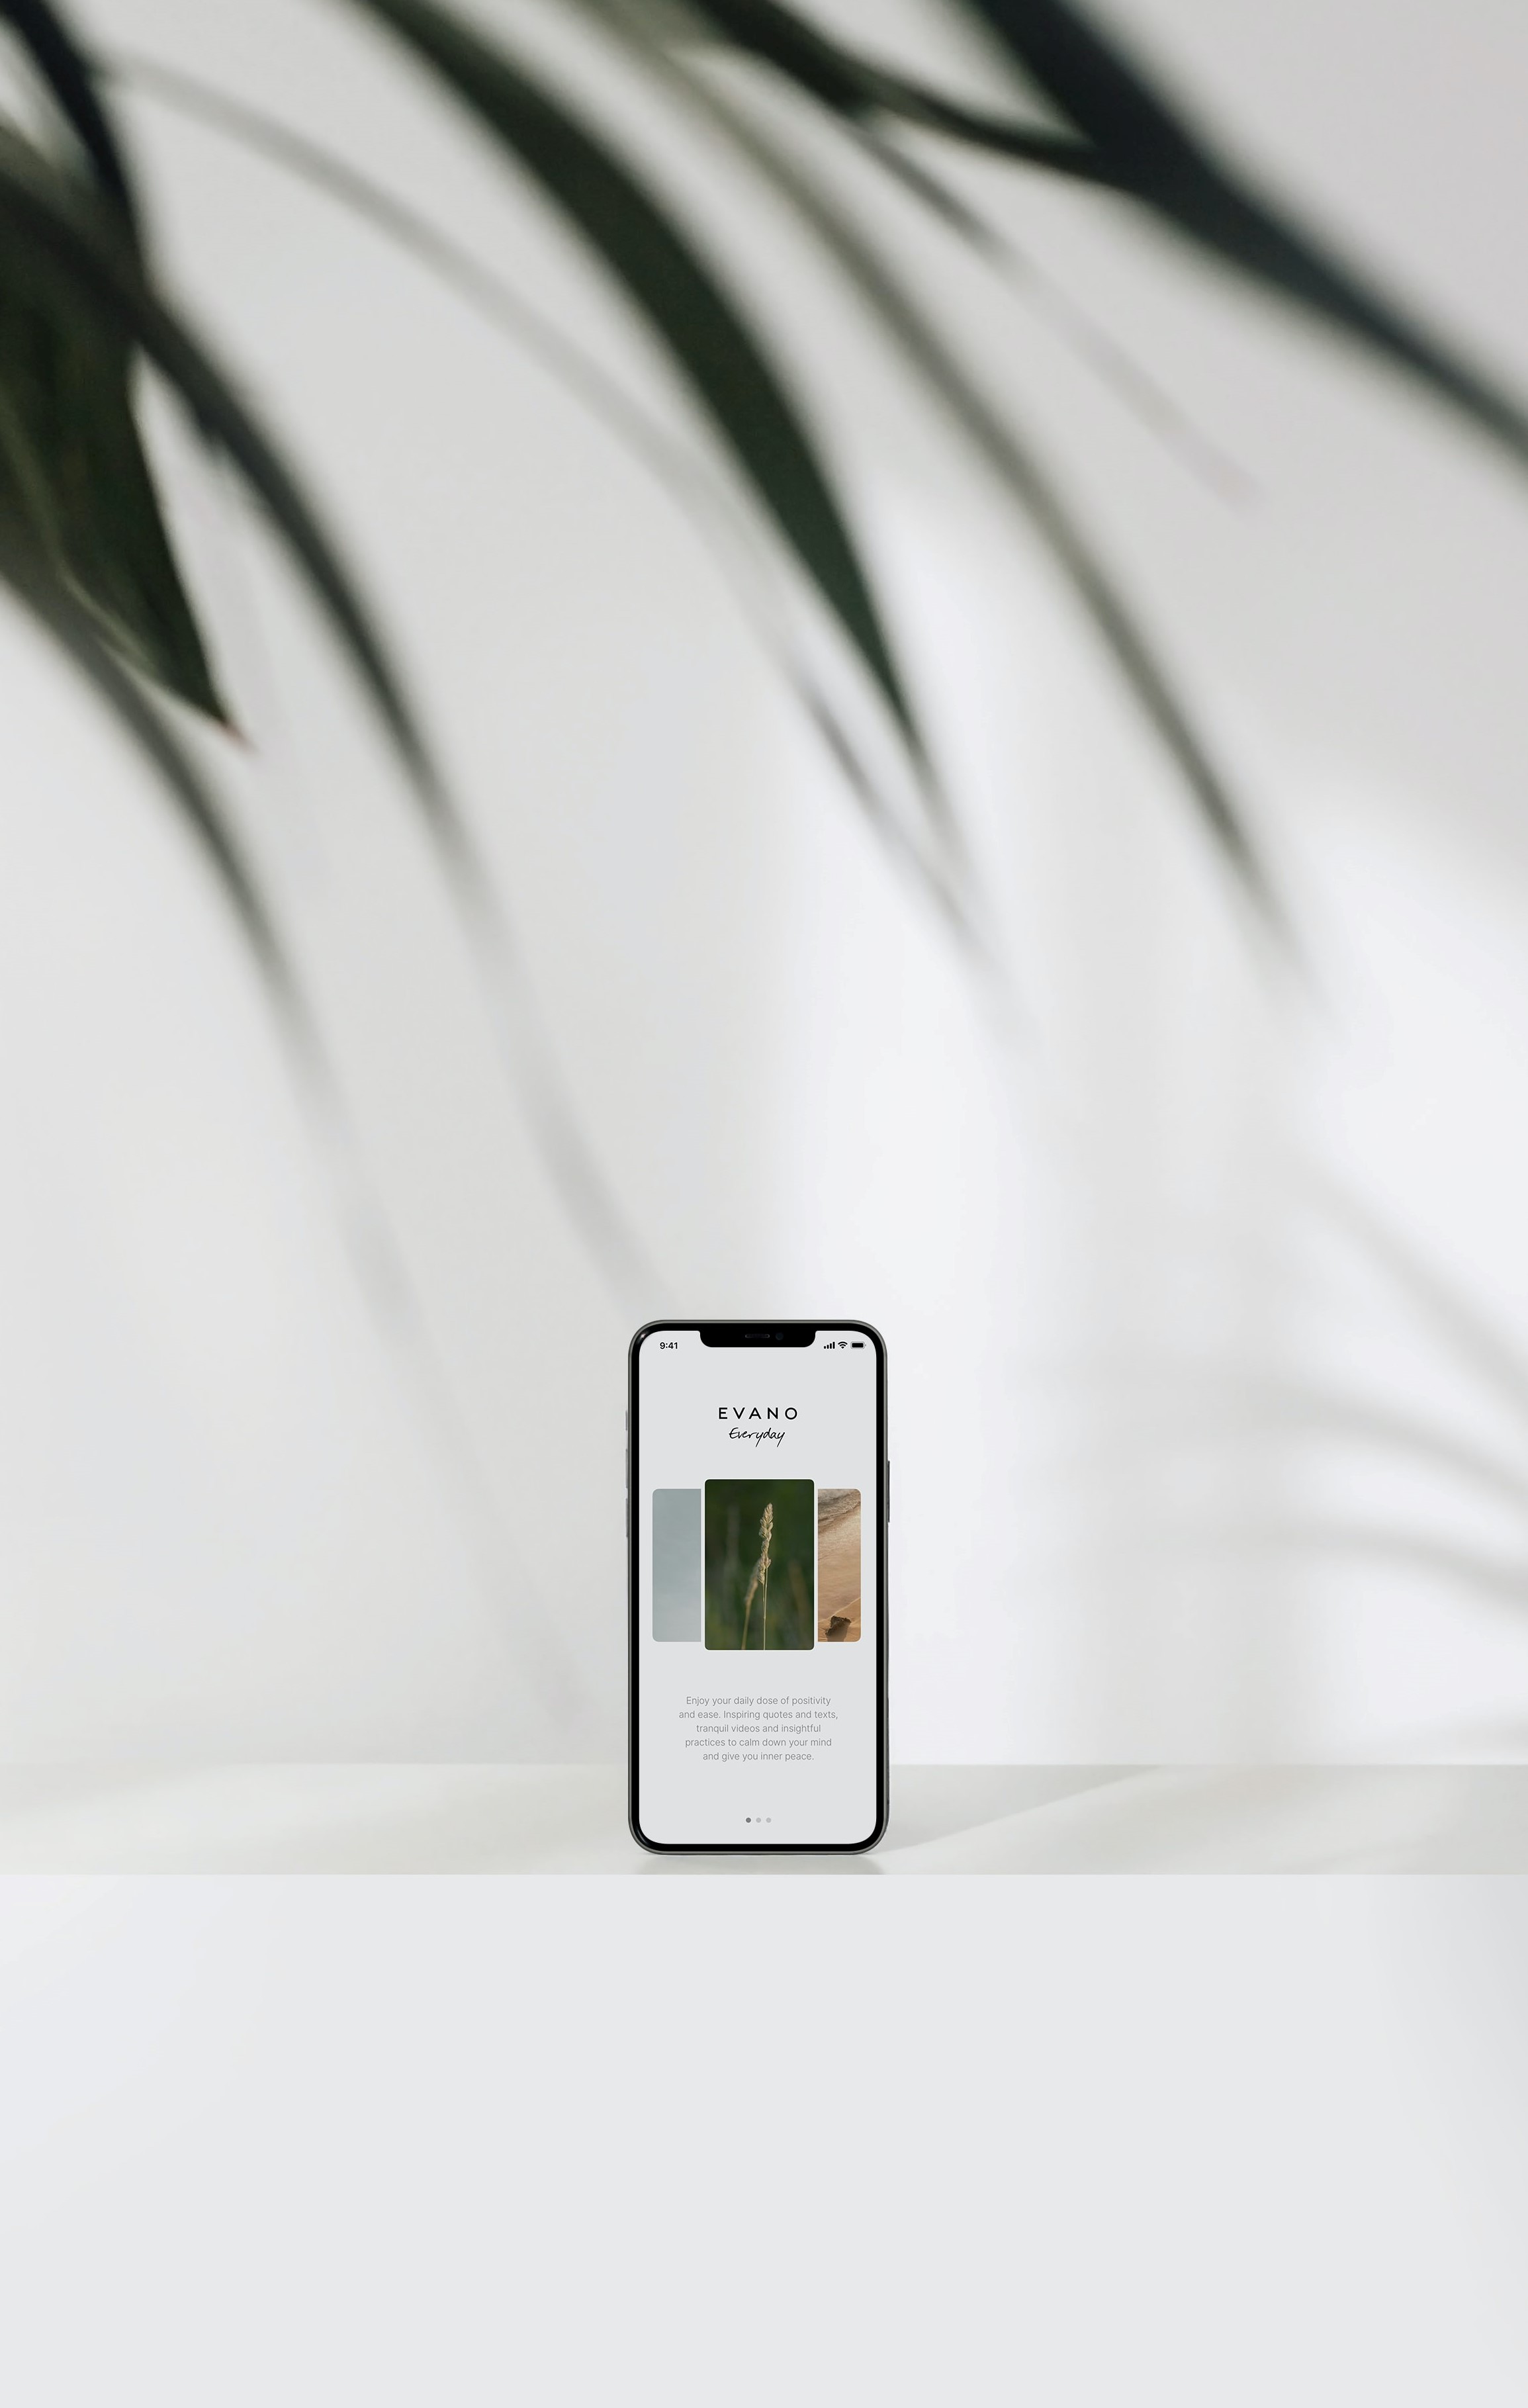 9:41
EVANO
Everyday
Enjoy your daily dose of positivity
and ease. Inspiring quotes and texts,
tranquil videos and insightful
practices to calm down your mind
and give you inner peace.